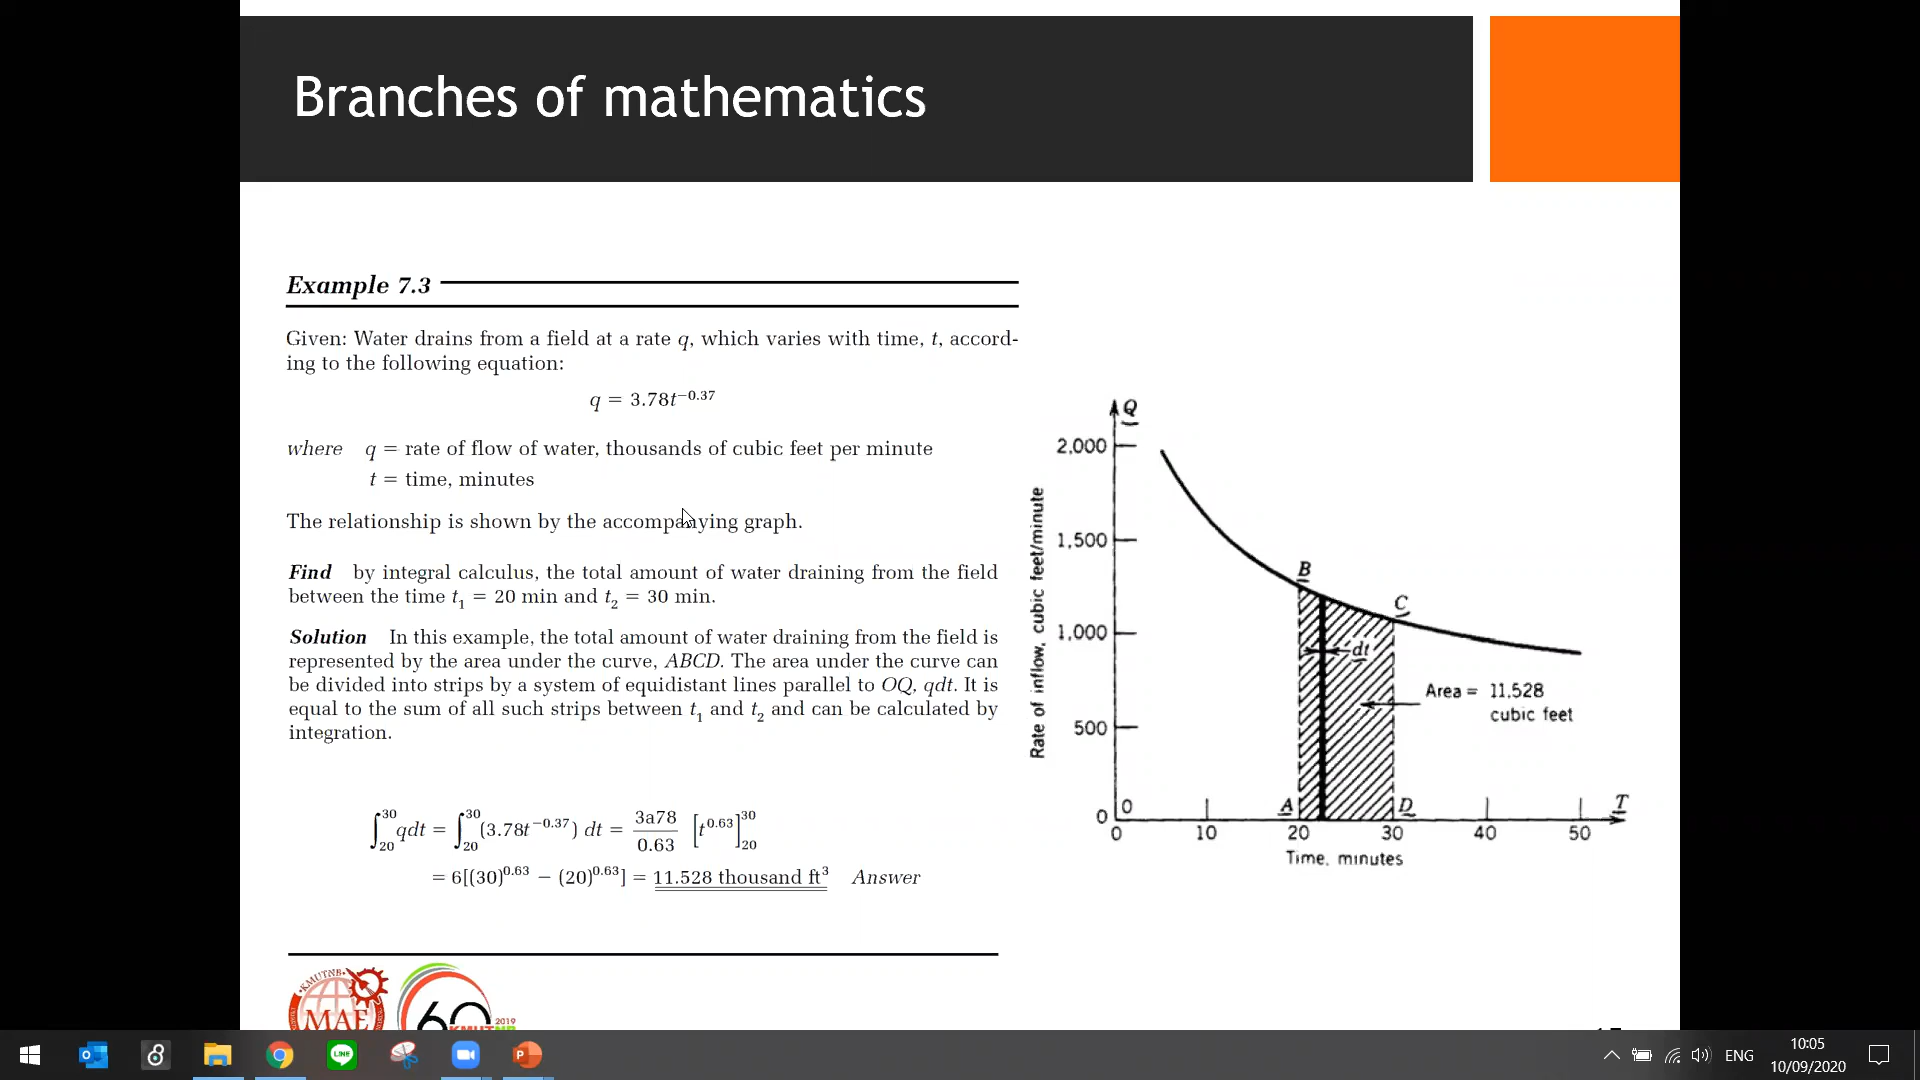 Branches of mathematics
Example 7.3
Given: Water drains from a field at a rate q, which varies with time, t, accord-
ing to the following equation:
q = 3.78t⁻⁰·³⁷
where q = rate of flow of water, thousands of cubic feet per minute
t = time, minutes
The relationship is shown by the accompanying graph.
Find by integral calculus, the total amount of water draining from the field
between the time t₁ = 20 min and t₂ = 30 min.
Solution In this example, the total amount of water draining from the field is
represented by the area under the curve, ABCD. The area under the curve can
be divided into strips by a system of equidistant lines parallel to OQ, qdt. It is
equal to the sum of all such strips between t₁ and t₂ and can be calculated by
integration.
∫₂₀³⁰ qdt = ∫₂₀³⁰ (3.78t⁻⁰·³⁷) dt = 3a78/0.63 [t⁰·⁶³]₂₀³⁰
= 6[(30)⁰·⁶³ − (20)⁰·⁶³] = 11.528 thousand ft³ Answer
Q
2,000
1,500
1,000
500
0
Rate of inflow, cubic feet/minute
B
C
dt
Area = 11.528
cubic feet
0
A
D
T
0 10 20 30 40 50
Time, minutes
KMUTNB
MAE
60
2019
KMUTNB
ENG
10:05
10/09/2020
LINE